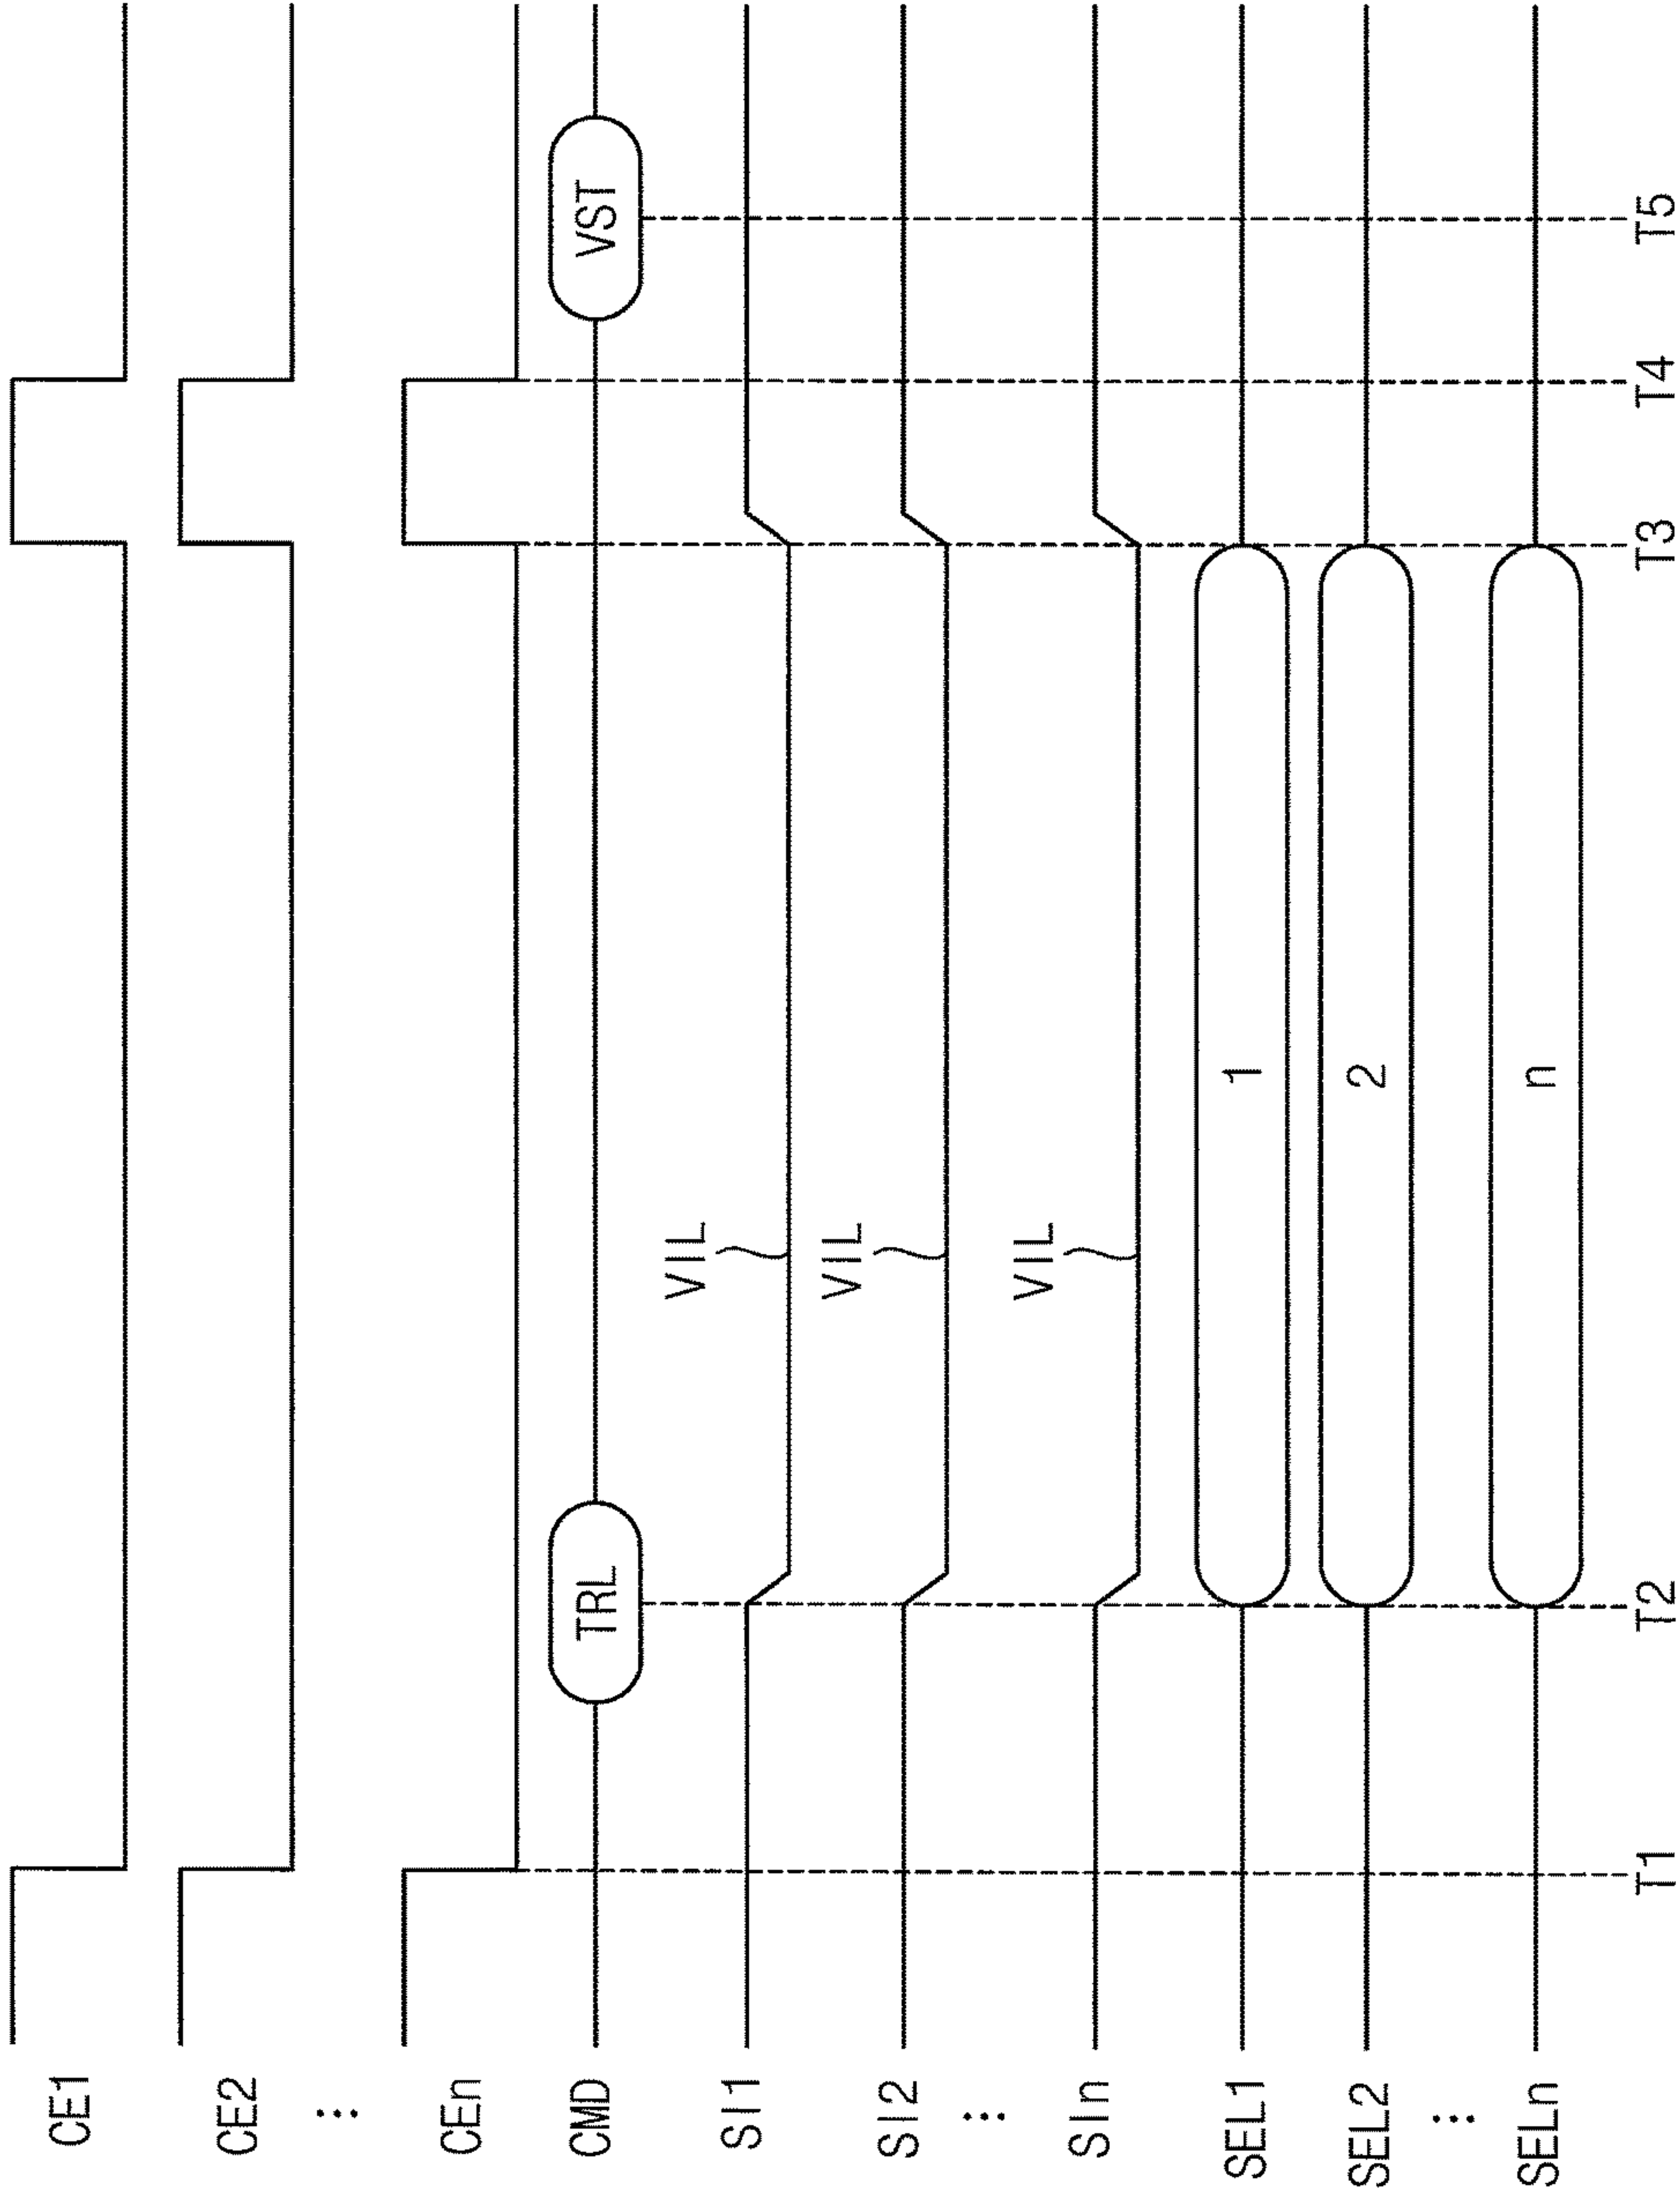 CE1
CE2
⋮
CEn
CMD TRL VST
SI1 VIL
SI2 VIL
⋮
SIn VIL
SEL1 1
SEL2 2
⋮
SELn n
T1 T2 T3 T4 T5